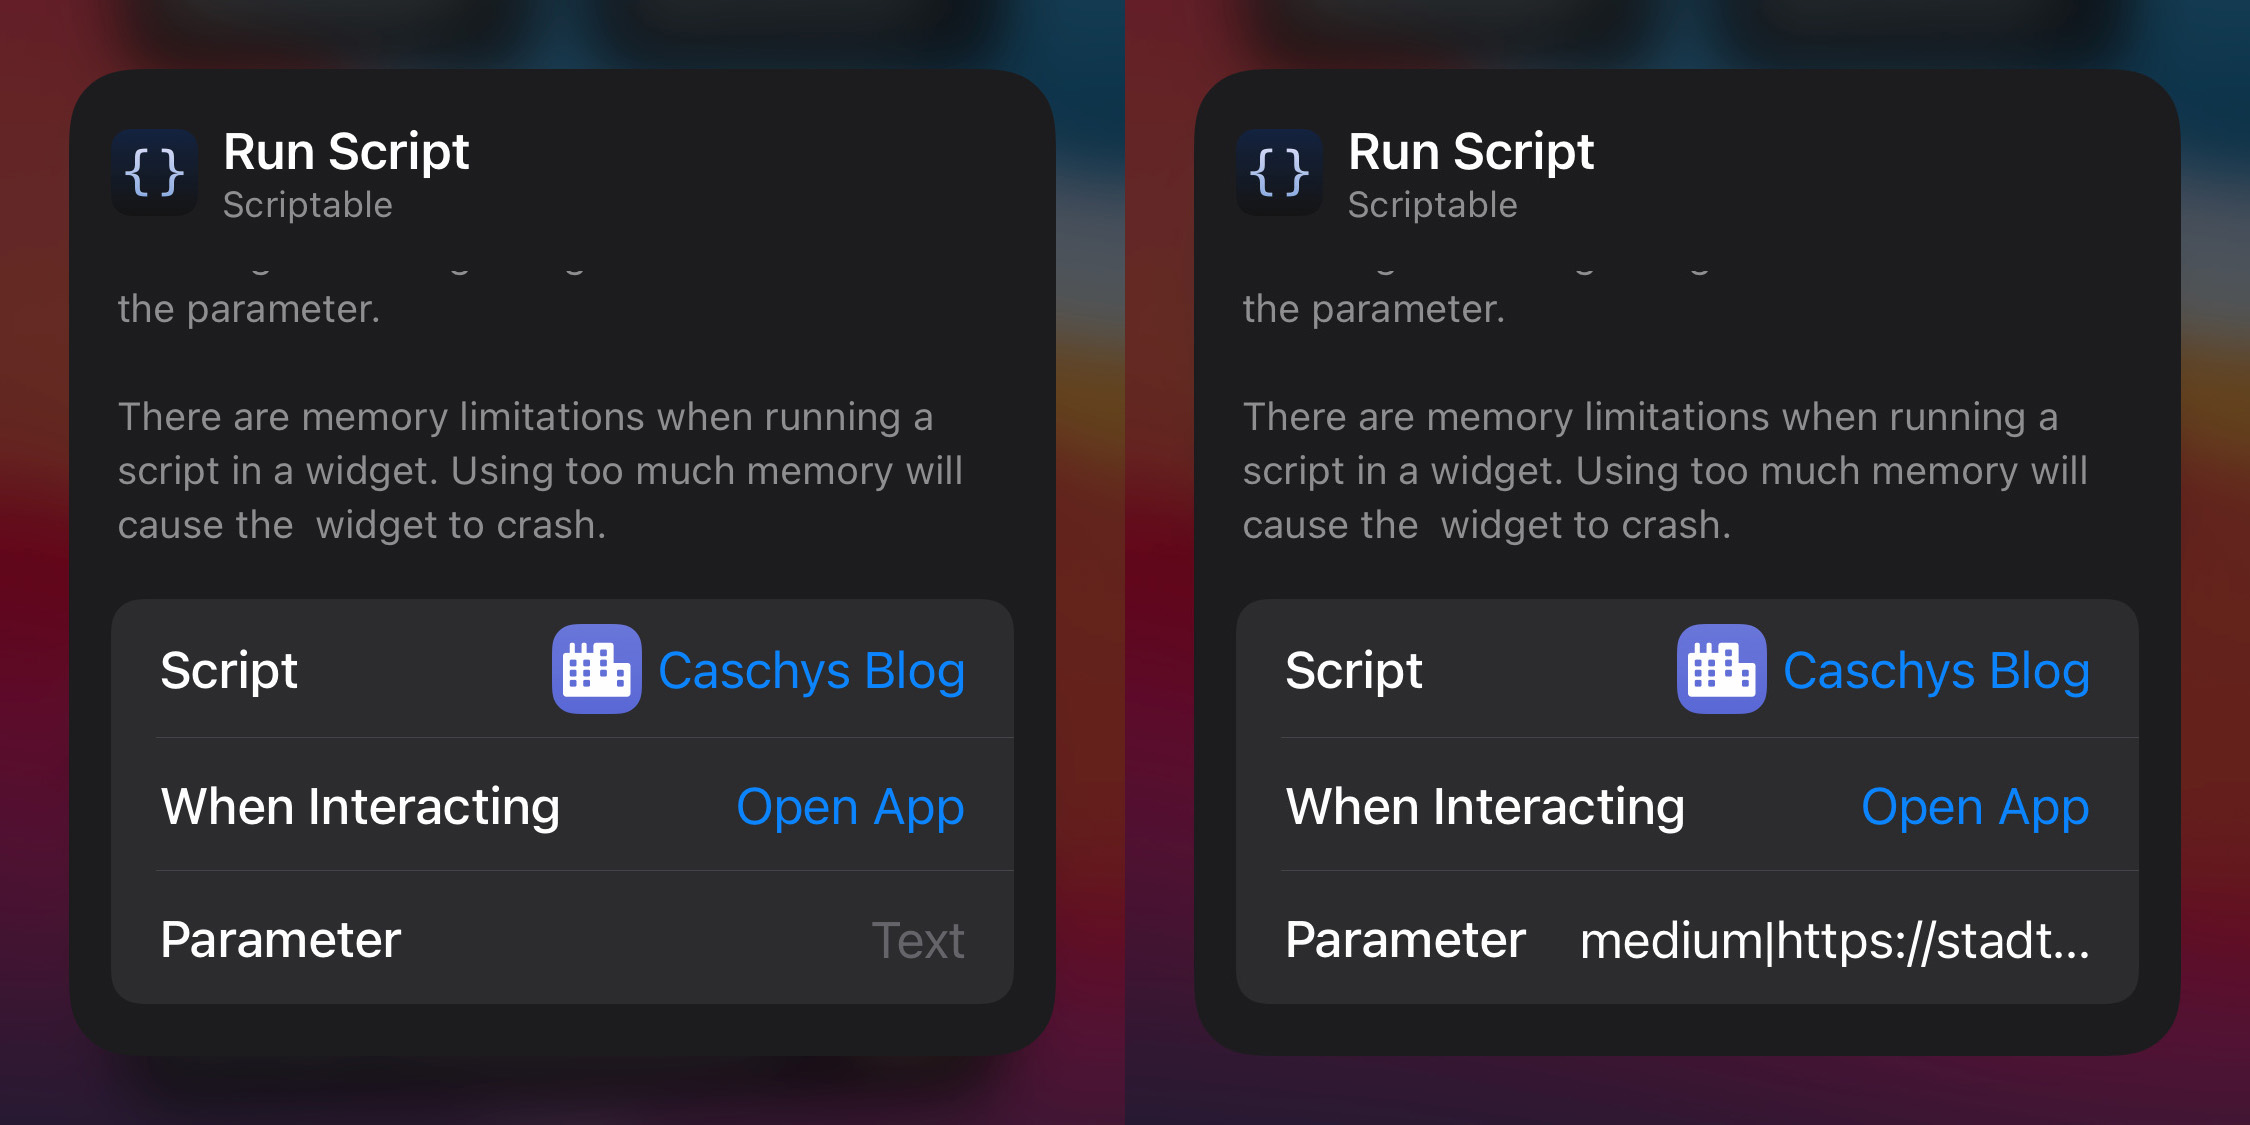 {}
Run Script
Scriptable
the parameter.
There are memory limitations when running a
script in a widget. Using too much memory will
cause the  widget to crash.
Script
Caschys Blog
When Interacting
Open App
Parameter
Text
{}
Run Script
Scriptable
the parameter.
There are memory limitations when running a
script in a widget. Using too much memory will
cause the  widget to crash.
Script
Caschys Blog
When Interacting
Open App
Parameter
medium|https://stadt...